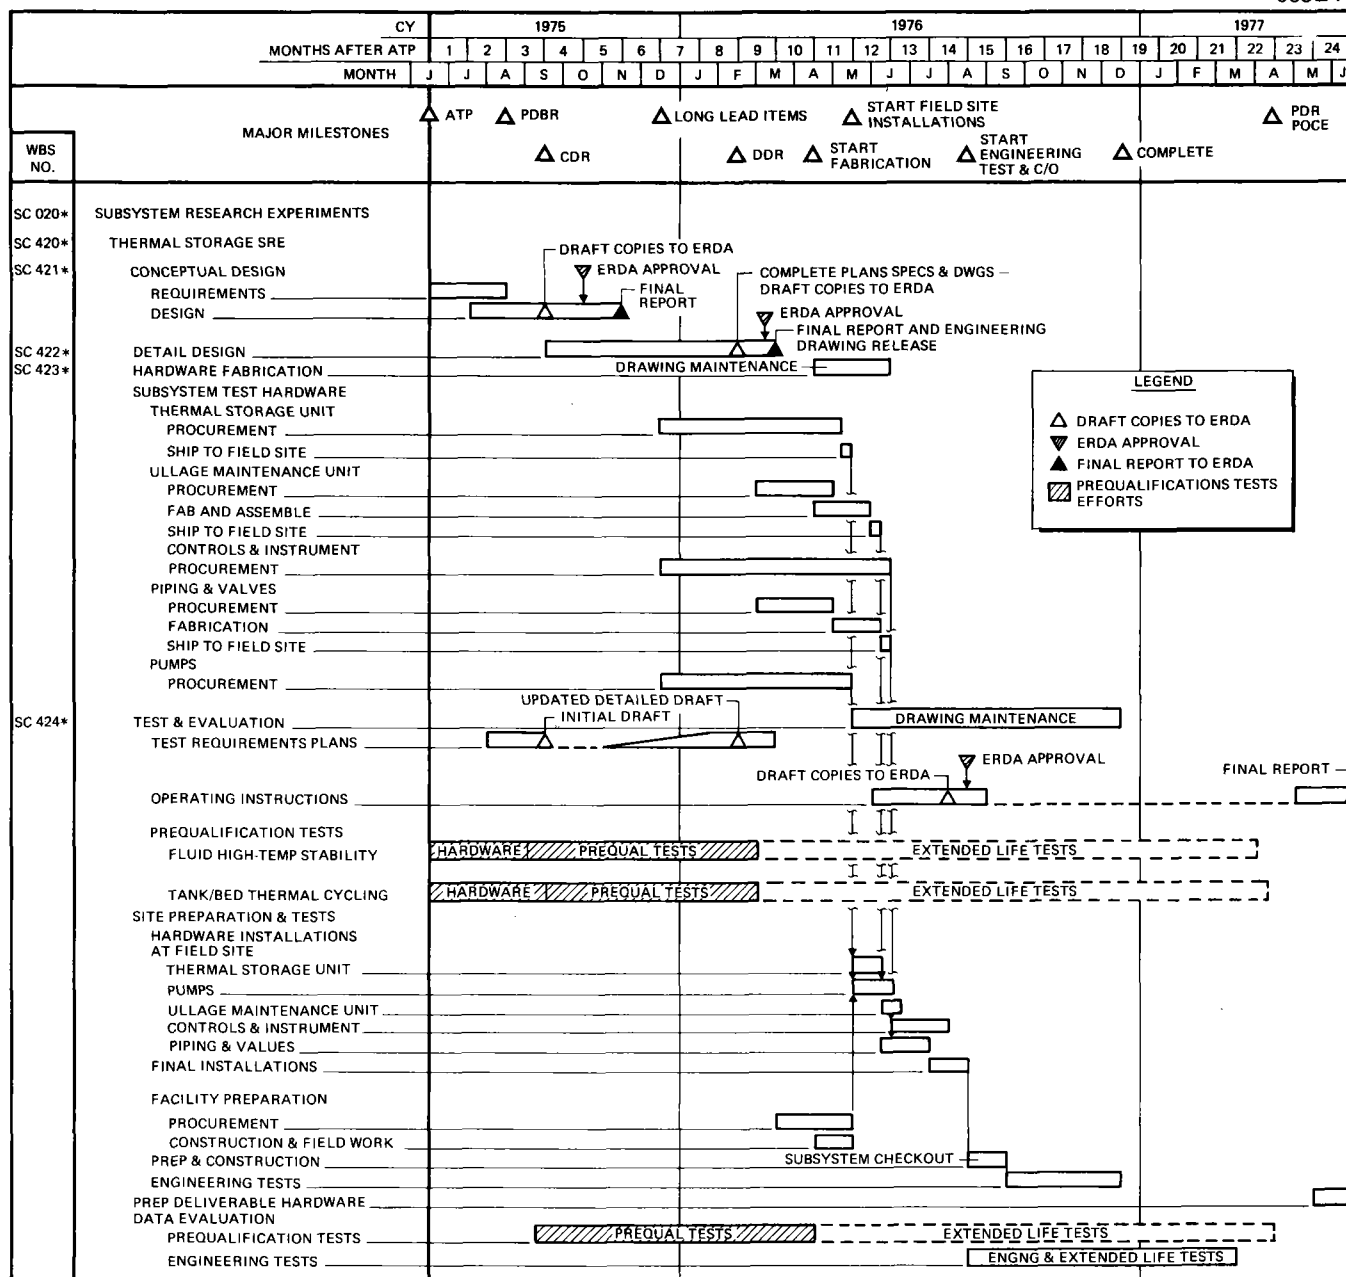 CY 1975 1976 1977
MONTHS AFTER ATP 1 2 3 4 5 6 7 8 9 10 11 12 13 14 15 16 17 18 19 20 21 22 23 24
MONTH J J A S O N D J F M A M J J A S O N D J F M A M J
MAJOR MILESTONES
ATP
PDBR
LONG LEAD ITEMS
START FIELD SITE
INSTALLATIONS
PDR
POCE
CDR
DDR
START
FABRICATION
START
ENGINEERING
TEST & C/O
COMPLETE
WBS
NO.
SC 020* SUBSYSTEM RESEARCH EXPERIMENTS
SC 420* THERMAL STORAGE SRE
DRAFT COPIES TO ERDA
SC 421* CONCEPTUAL DESIGN
ERDA APPROVAL
COMPLETE PLANS SPECS & DWGS –
DRAFT COPIES TO ERDA
REQUIREMENTS
FINAL
REPORT
DESIGN
ERDA APPROVAL
FINAL REPORT AND ENGINEERING
DRAWING RELEASE
SC 422* DETAIL DESIGN
SC 423* HARDWARE FABRICATION
DRAWING MAINTENANCE
SUBSYSTEM TEST HARDWARE
THERMAL STORAGE UNIT
PROCUREMENT
SHIP TO FIELD SITE
ULLAGE MAINTENANCE UNIT
PROCUREMENT
FAB AND ASSEMBLE
SHIP TO FIELD SITE
CONTROLS & INSTRUMENT
PROCUREMENT
PIPING & VALVES
PROCUREMENT
FABRICATION
SHIP TO FIELD SITE
PUMPS
PROCUREMENT
LEGEND
DRAFT COPIES TO ERDA
ERDA APPROVAL
FINAL REPORT TO ERDA
PREQUALIFICATIONS TESTS
EFFORTS
UPDATED DETAILED DRAFT
INITIAL DRAFT
SC 424* TEST & EVALUATION
DRAWING MAINTENANCE
TEST REQUIREMENTS PLANS
ERDA APPROVAL
DRAFT COPIES TO ERDA
FINAL REPORT
OPERATING INSTRUCTIONS
PREQUALIFICATION TESTS
FLUID HIGH-TEMP STABILITY HARDWARE PREQUAL TESTS EXTENDED LIFE TESTS
TANK/BED THERMAL CYCLING HARDWARE PREQUAL TESTS EXTENDED LIFE TESTS
SITE PREPARATION & TESTS
HARDWARE INSTALLATIONS
AT FIELD SITE
THERMAL STORAGE UNIT
PUMPS
ULLAGE MAINTENANCE UNIT
CONTROLS & INSTRUMENT
PIPING & VALUES
FINAL INSTALLATIONS
FACILITY PREPARATION
PROCUREMENT
CONSTRUCTION & FIELD WORK
PREP & CONSTRUCTION SUBSYSTEM CHECKOUT
ENGINEERING TESTS
PREP DELIVERABLE HARDWARE
DATA EVALUATION
PREQUALIFICATION TESTS PREQUAL TESTS EXTENDED LIFE TESTS
ENGINEERING TESTS ENGNG & EXTENDED LIFE TESTS